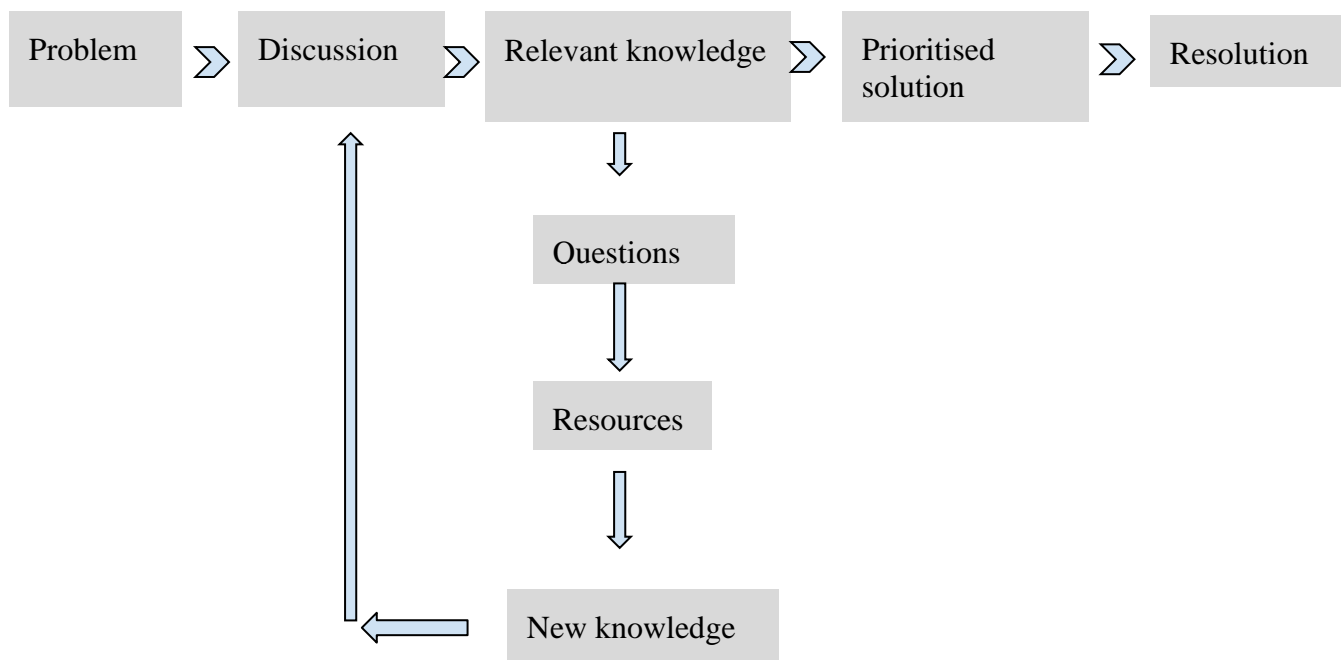 Problem
Discussion
Relevant knowledge
Prioritised
solution
Resolution
Ouestions
Resources
New knowledge